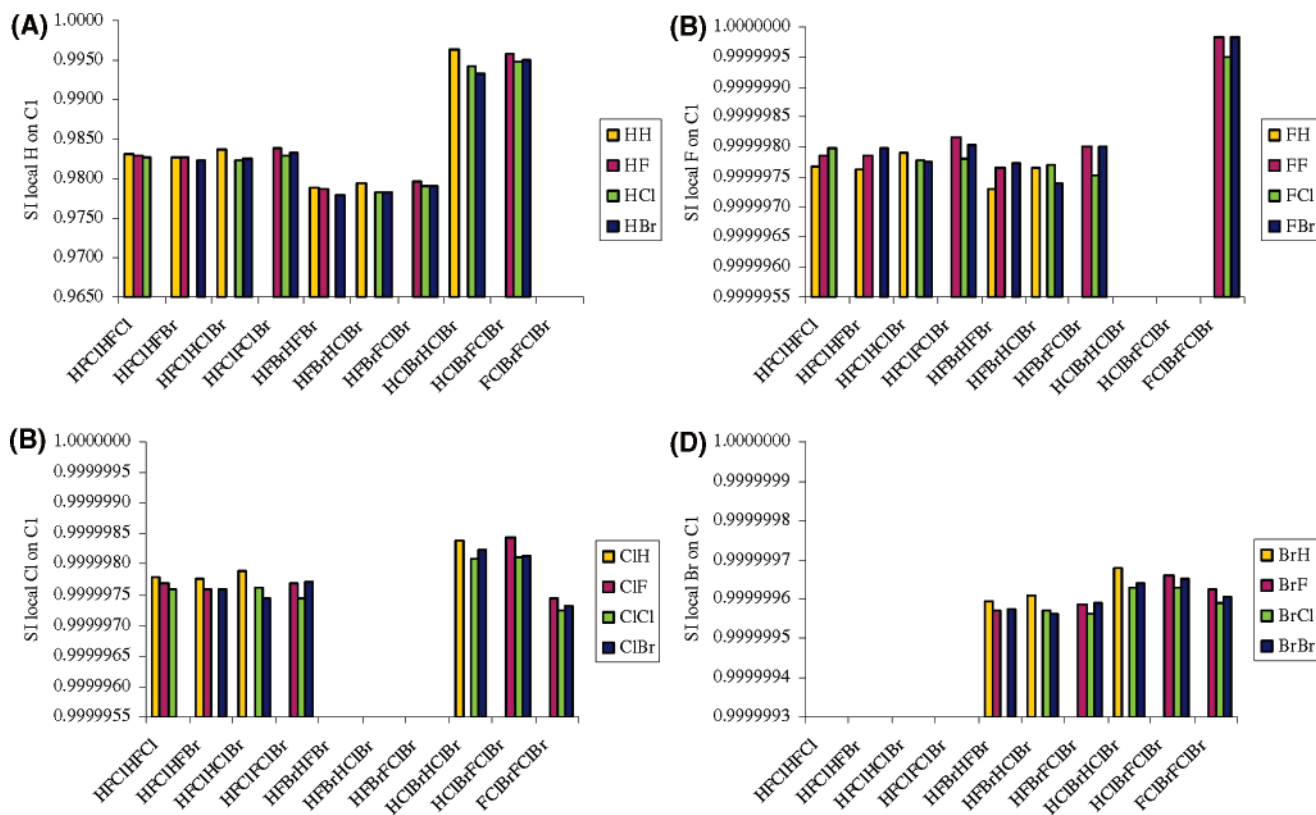 (A)
SI local H on C1
1.0000
0.9950
0.9900
0.9850
0.9800
0.9750
0.9700
0.9650
HFClHFCl
HFClHFBr
HFClHClBr
HFClFClBr
HFBrHFBr
HFBrHClBr
HFBrFClBr
HClBrHClBr
HClBrFClBr
FClBrFClBr
HH
HF
HCl
HBr
(B)
SI local F on C1
1.0000000
0.9999995
0.9999990
0.9999985
0.9999980
0.9999975
0.9999970
0.9999965
0.9999960
0.9999955
HFClHFCl
HFClHFBr
HFClHClBr
HFClFClBr
HFBrHFBr
HFBrHClBr
HFBrFClBr
HClBrHClBr
HClBrFClBr
FClBrFClBr
FH
FF
FCl
FBr
(B)
SI local Cl on C1
1.0000000
0.9999995
0.9999990
0.9999985
0.9999980
0.9999975
0.9999970
0.9999965
0.9999960
0.9999955
HFClHFCl
HFClHFBr
HFClHClBr
HFClFClBr
HFBrHFBr
HFBrHClBr
HFBrFClBr
HClBrHClBr
HClBrFClBr
FClBrFClBr
ClH
ClF
ClCl
ClBr
(D)
SI local Br on C1
1.0000000
0.9999999
0.9999998
0.9999997
0.9999996
0.9999995
0.9999994
0.9999993
HFClHFCl
HFClHFBr
HFClHClBr
HFClFClBr
HFBrHFBr
HFBrHClBr
HFBrFClBr
HClBrHClBr
HClBrFClBr
FClBrFClBr
BrH
BrF
BrCl
BrBr